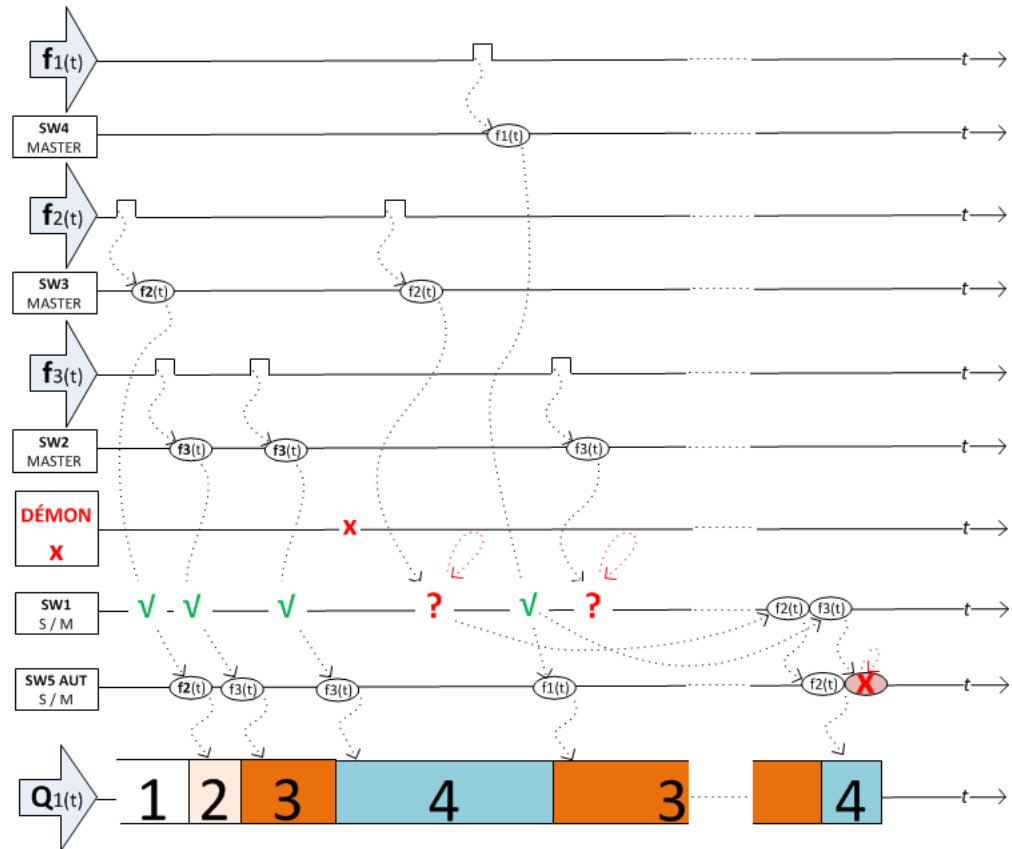 f1(t) t
SW4
MASTER
f1(t)
f2(t) t
SW3
MASTER
f2(t) f2(t) t
f3(t) t
SW2
MASTER
f3(t) f3(t) f3(t) t
DÉMON
X
x t
SW1
S / M
√ √ √ ? √ ? f2(t) f3(t) t
SW5 AUT
S / M
f2(t) f3(t) f3(t) f1(t) f2(t) X t
Q1(t) 1 2 3 4 3 4 t